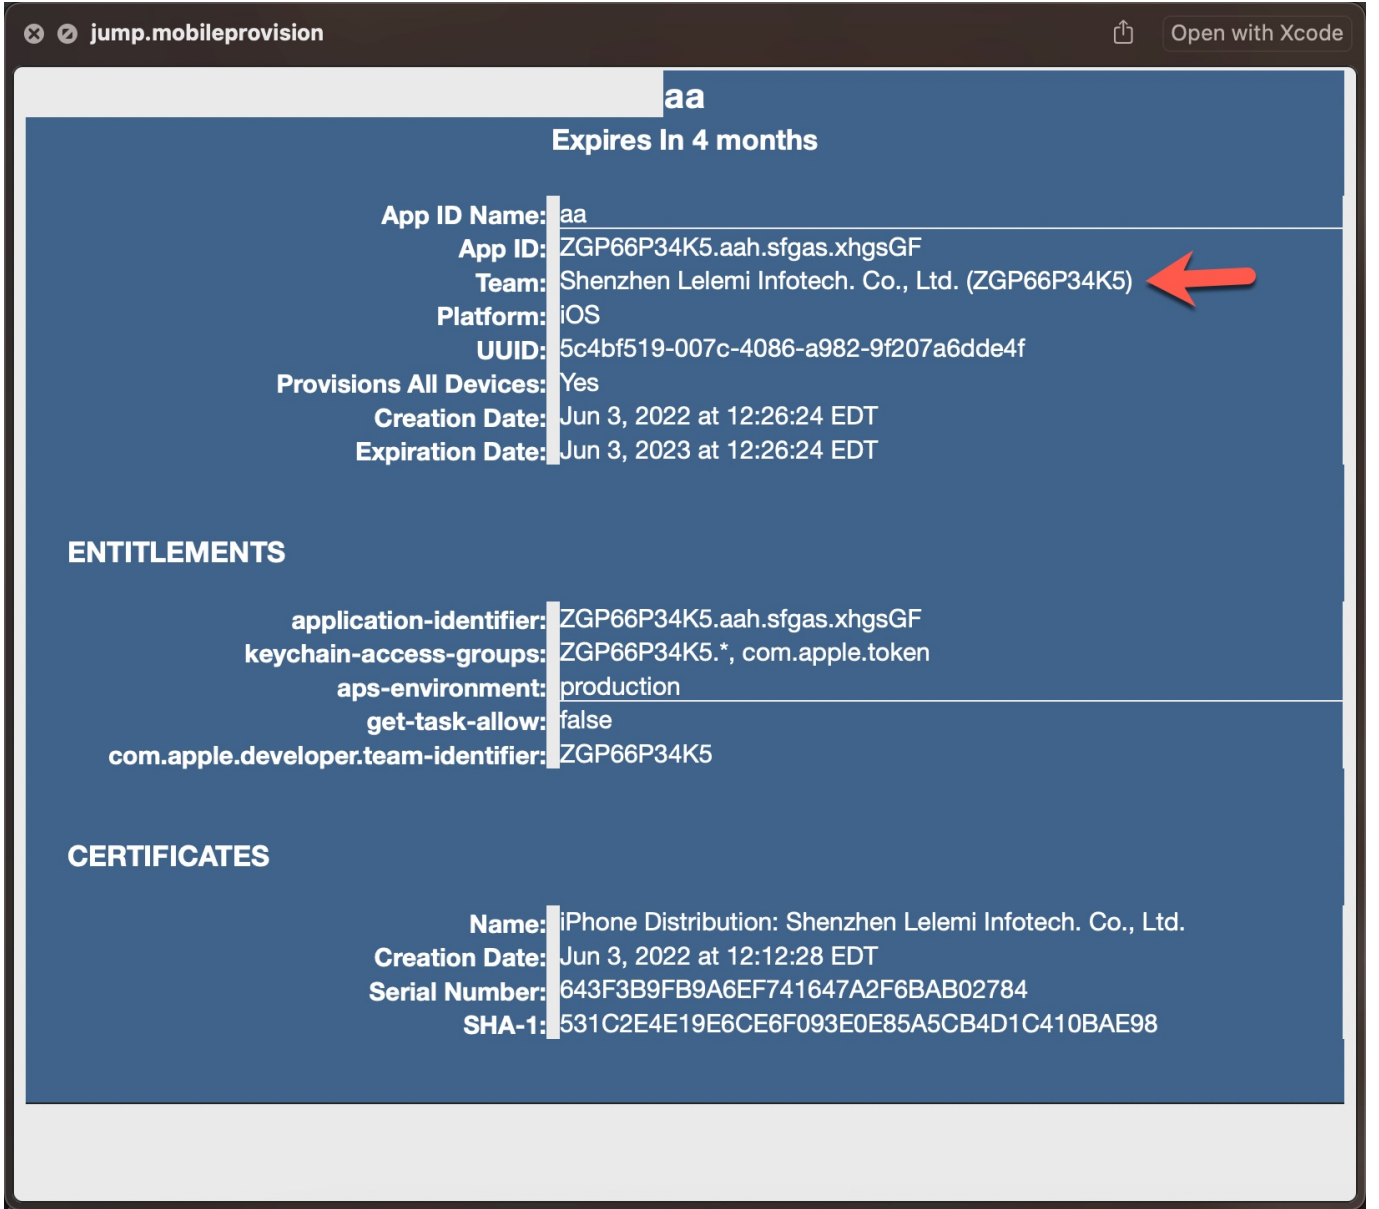 jump.mobileprovision
Open with Xcode
aa
Expires In 4 months
App ID Name: aa
App ID: ZGP66P34K5.aah.sfgas.xhgsGF
Team: Shenzhen Lelemi Infotech. Co., Ltd. (ZGP66P34K5)
Platform: iOS
UUID: 5c4bf519-007c-4086-a982-9f207a6dde4f
Provisions All Devices: Yes
Creation Date: Jun 3, 2022 at 12:26:24 EDT
Expiration Date: Jun 3, 2023 at 12:26:24 EDT
ENTITLEMENTS
application-identifier: ZGP66P34K5.aah.sfgas.xhgsGF
keychain-access-groups: ZGP66P34K5.*, com.apple.token
aps-environment: production
get-task-allow: false
com.apple.developer.team-identifier: ZGP66P34K5
CERTIFICATES
Name: iPhone Distribution: Shenzhen Lelemi Infotech. Co., Ltd.
Creation Date: Jun 3, 2022 at 12:12:28 EDT
Serial Number: 643F3B9FB9A6EF741647A2F6BAB02784
SHA-1: 531C2E4E19E6CE6F093E0E85A5CB4D1C410BAE98